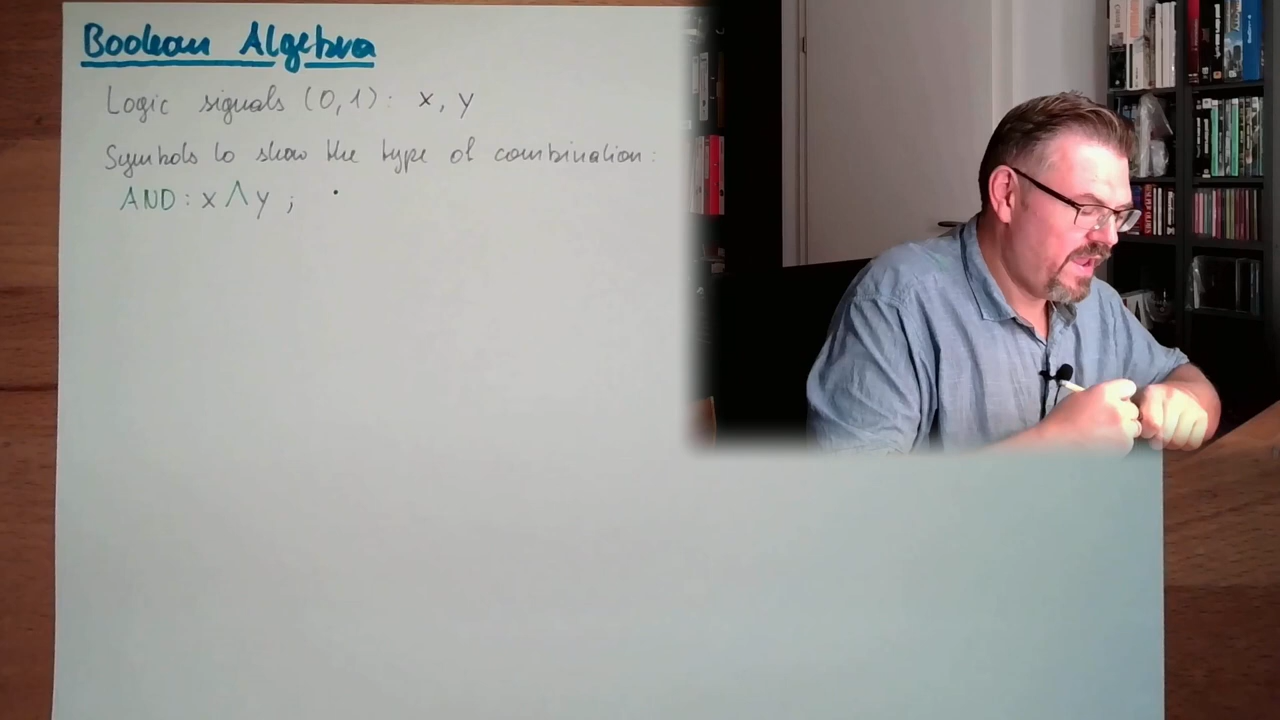 Boolean Algebra
Logic signals (0,1): x, y
Symbols to show the type of combination:
AND: x ∧ y ; ·